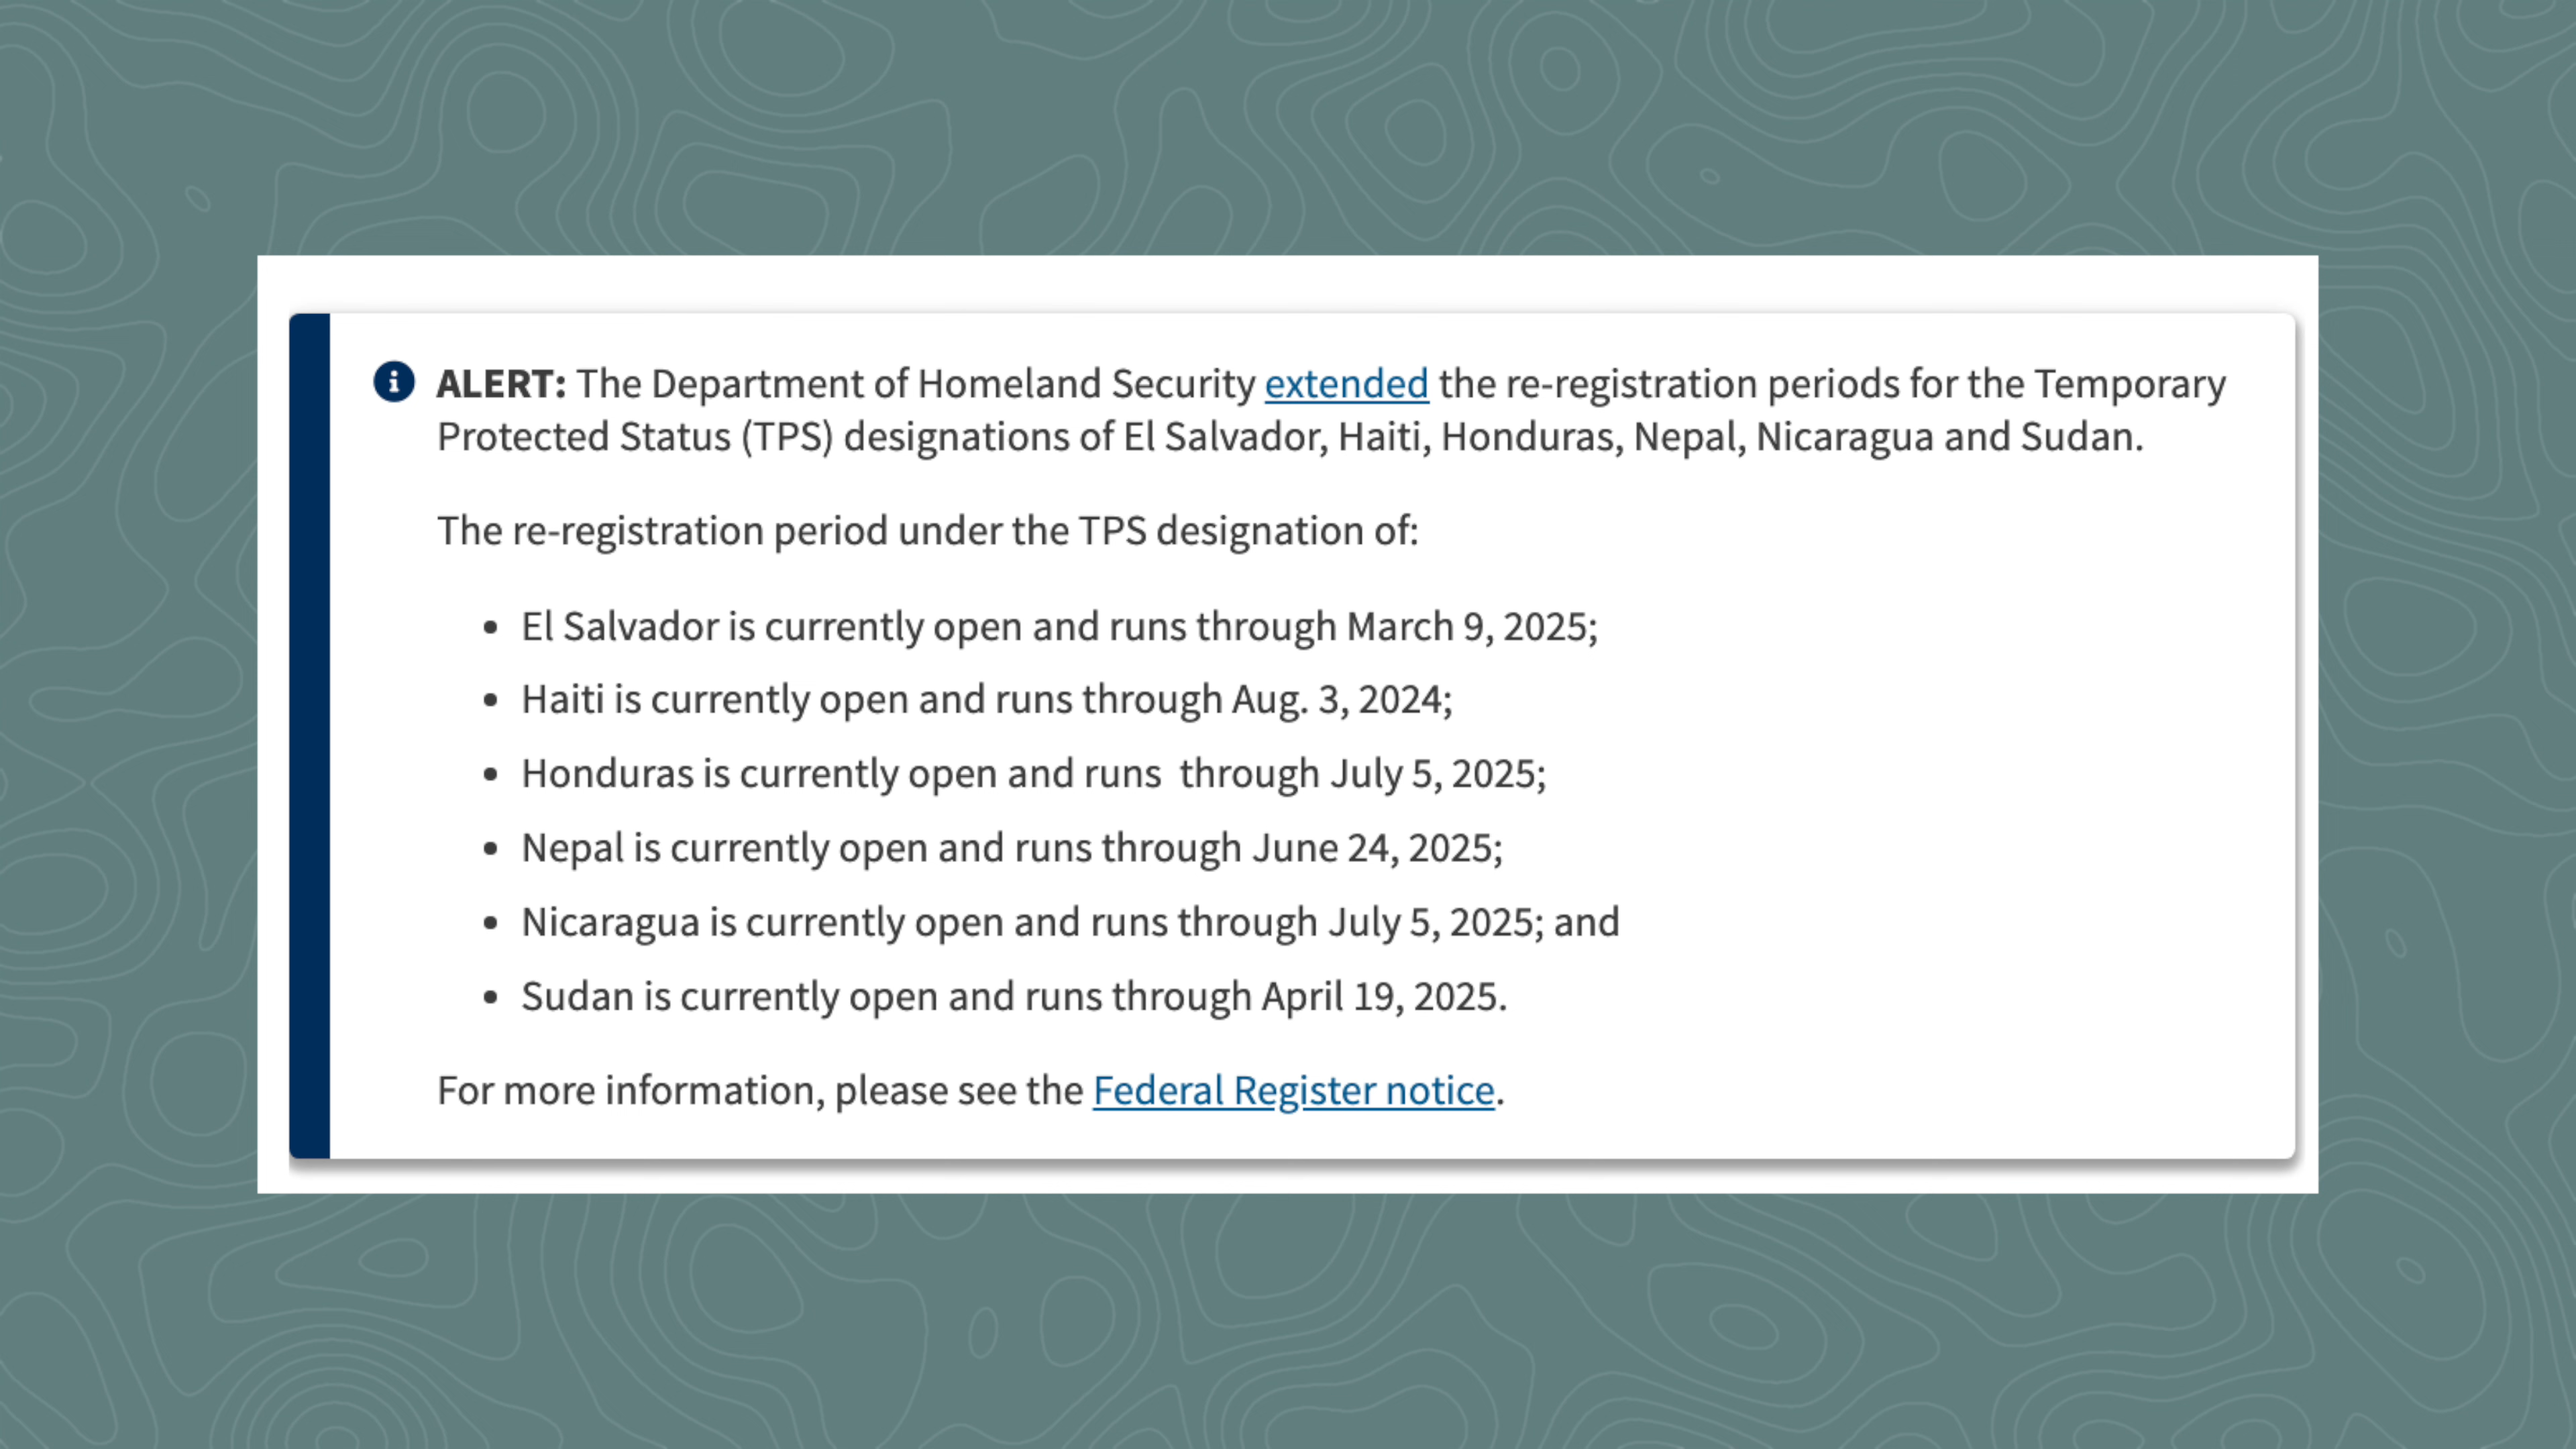 ALERT: The Department of Homeland Security extended the re-registration periods for the Temporary
Protected Status (TPS) designations of El Salvador, Haiti, Honduras, Nepal, Nicaragua and Sudan.
The re-registration period under the TPS designation of:
• El Salvador is currently open and runs through March 9, 2025;
• Haiti is currently open and runs through Aug. 3, 2024;
• Honduras is currently open and runs  through July 5, 2025;
• Nepal is currently open and runs through June 24, 2025;
• Nicaragua is currently open and runs through July 5, 2025; and
• Sudan is currently open and runs through April 19, 2025.
For more information, please see the Federal Register notice.